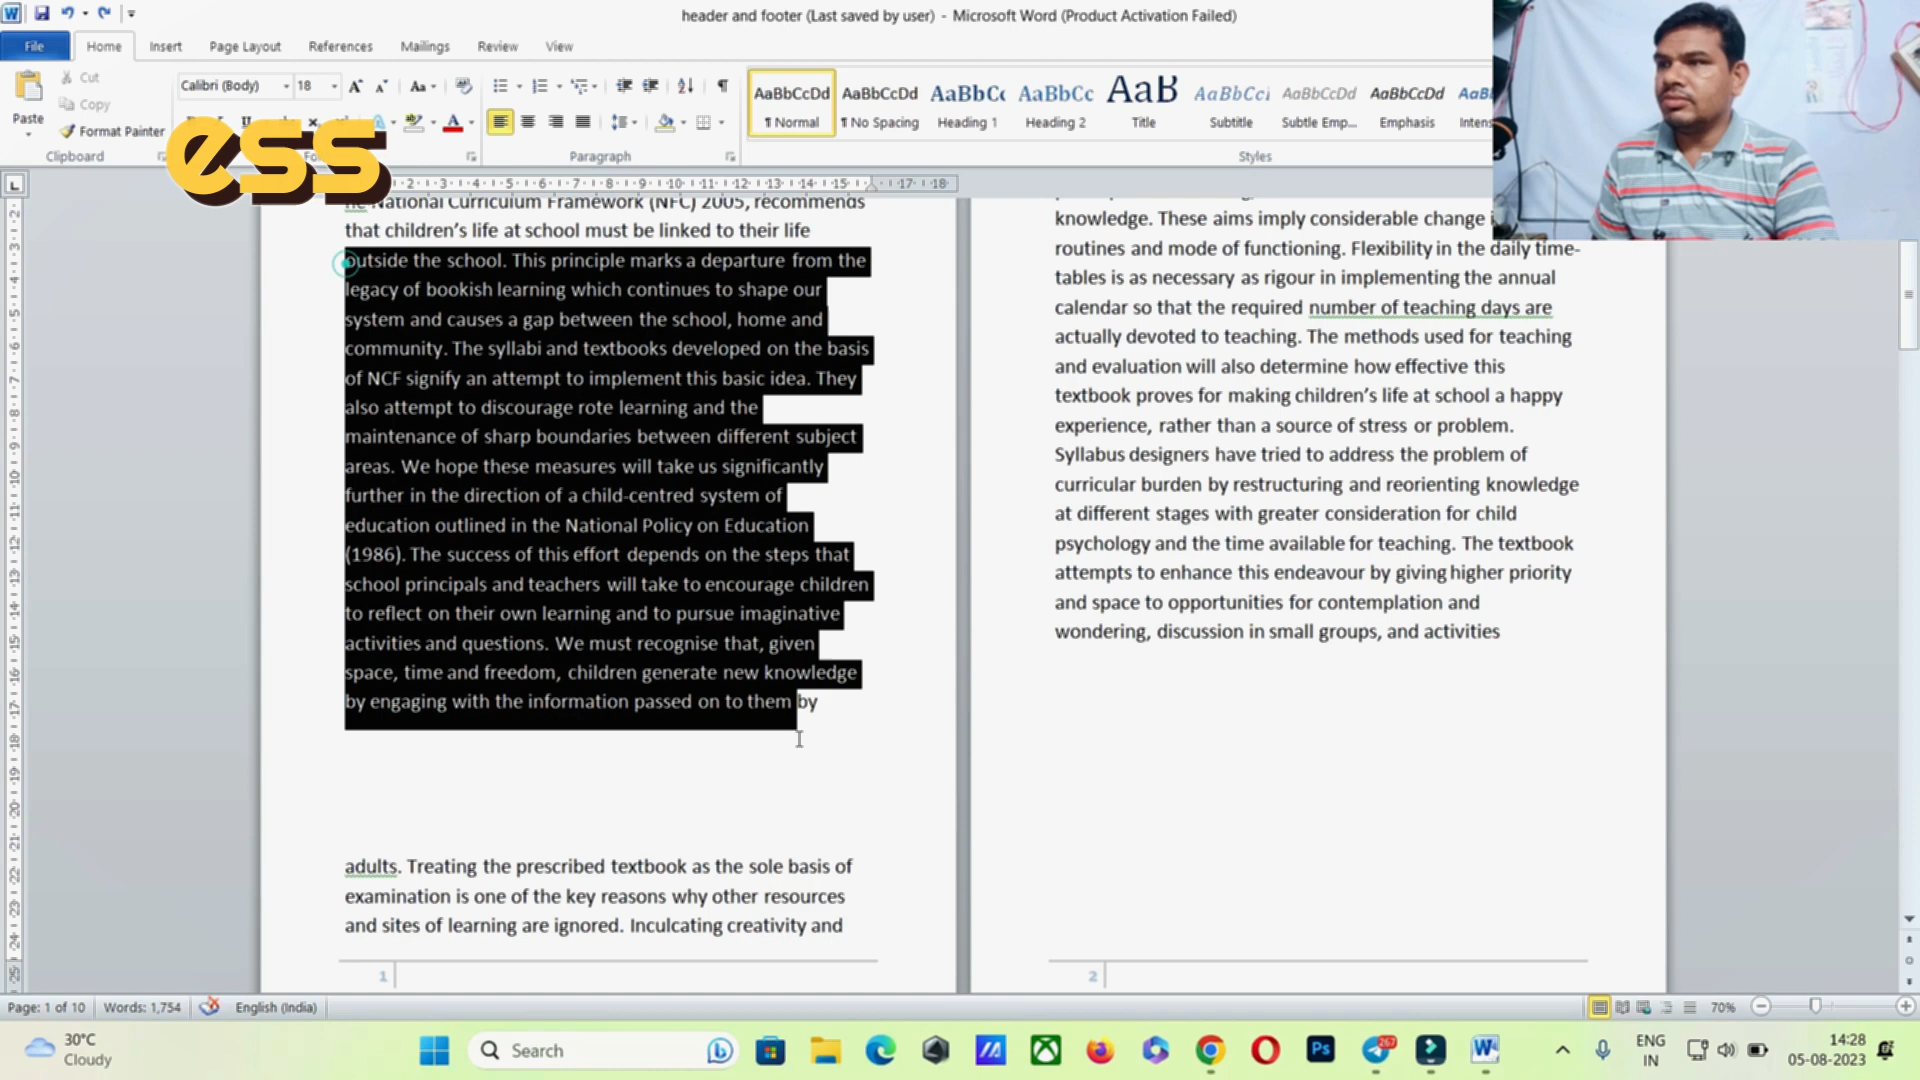 header and footer (Last saved by user) - Microsoft Word (Product Activation Failed)
File Home Insert Page Layout References Mailings Review View
Paste
Cut
Copy
Format Painter
Clipboard
Calibri (Body) 18
Paragraph
AaBbCcDd AaBbCcDd AaBbCc AaBbCc AaB AaBbCcI AaBbCcDd AaBbCcDd AaBb
¶ Normal ¶ No Spacing Heading 1 Heading 2 Title Subtitle Subtle Emp... Emphasis Intens
Styles
ess
National Curriculum Framework (NFC) 2005, recommends
that children's life at school must be linked to their life
outside the school. This principle marks a departure from the
legacy of bookish learning which continues to shape our
system and causes a gap between the school, home and
community. The syllabi and textbooks developed on the basis
of NCF signify an attempt to implement this basic idea. They
also attempt to discourage rote learning and the
maintenance of sharp boundaries between different subject
areas. We hope these measures will take us significantly
further in the direction of a child-centred system of
education outlined in the National Policy on Education
(1986). The success of this effort depends on the steps that
school principals and teachers will take to encourage children
to reflect on their own learning and to pursue imaginative
activities and questions. We must recognise that, given
space, time and freedom, children generate new knowledge
by engaging with the information passed on to them by
adults. Treating the prescribed textbook as the sole basis of
examination is one of the key reasons why other resources
and sites of learning are ignored. Inculcating creativity and
1
knowledge. These aims imply considerable change
routines and mode of functioning. Flexibility in the daily time-
tables is as necessary as rigour in implementing the annual
calendar so that the required number of teaching days are
actually devoted to teaching. The methods used for teaching
and evaluation will also determine how effective this
textbook proves for making children's life at school a happy
experience, rather than a source of stress or problem.
Syllabus designers have tried to address the problem of
curricular burden by restructuring and reorienting knowledge
at different stages with greater consideration for child
psychology and the time available for teaching. The textbook
attempts to enhance this endeavour by giving higher priority
and space to opportunities for contemplation and
wondering, discussion in small groups, and activities
2
Page: 1 of 10 Words: 1,754 English (India) 70%
30°C
Cloudy
Search
Ps
267
ENG
IN
14:28
05-08-2023